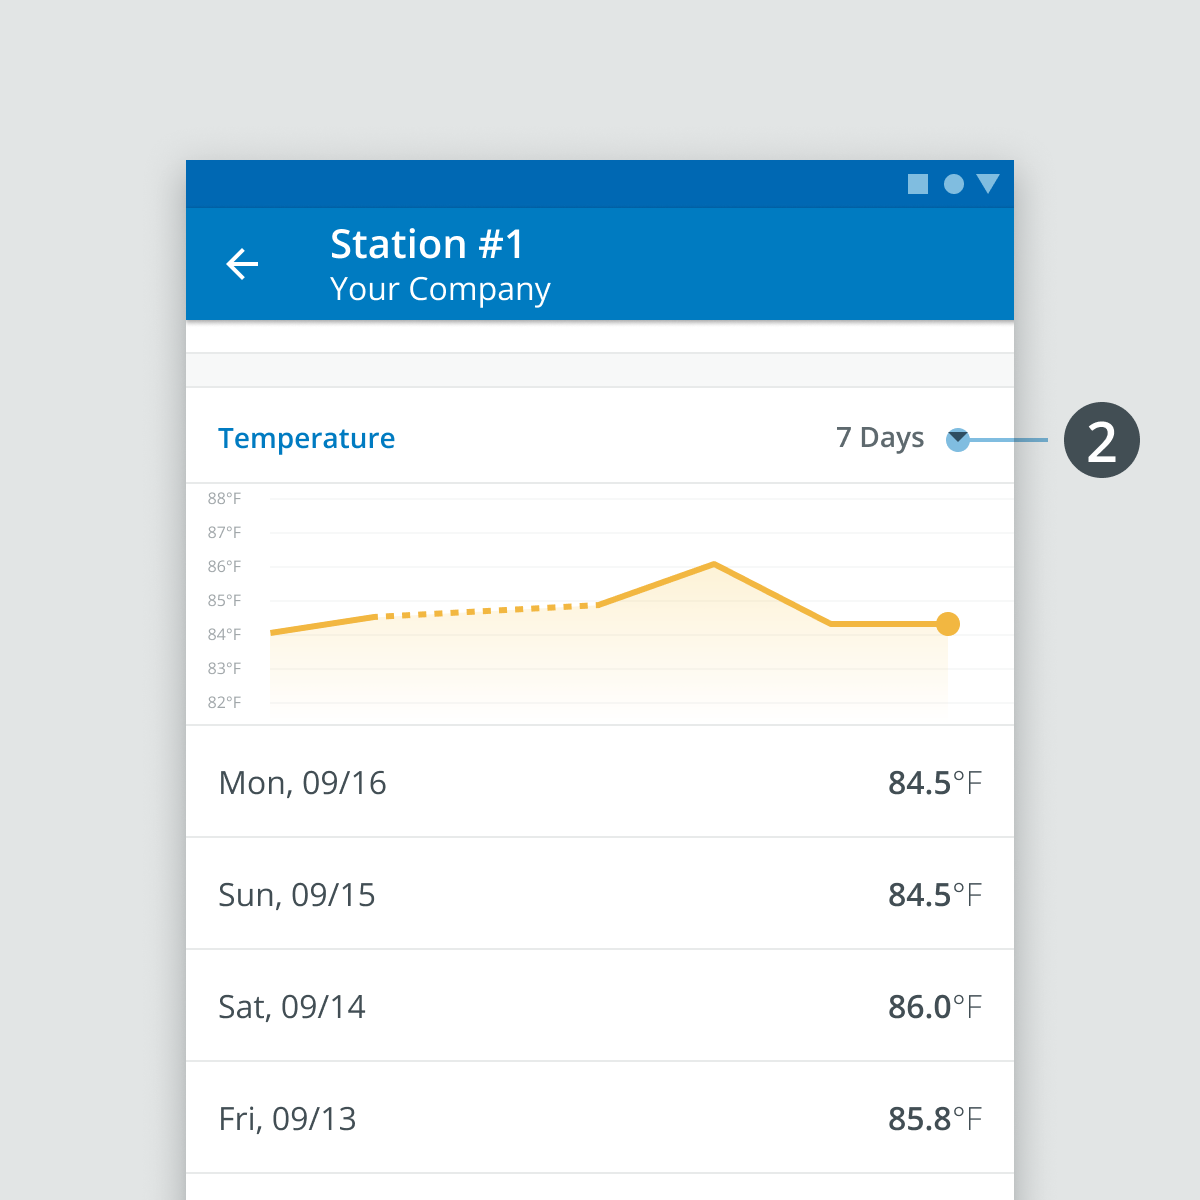 Station #1
Your Company
Temperature
7 Days
2
88°F
87°F
86°F
85°F
84°F
83°F
82°F
Mon, 09/16 84.5°F
Sun, 09/15 84.5°F
Sat, 09/14 86.0°F
Fri, 09/13 85.8°F